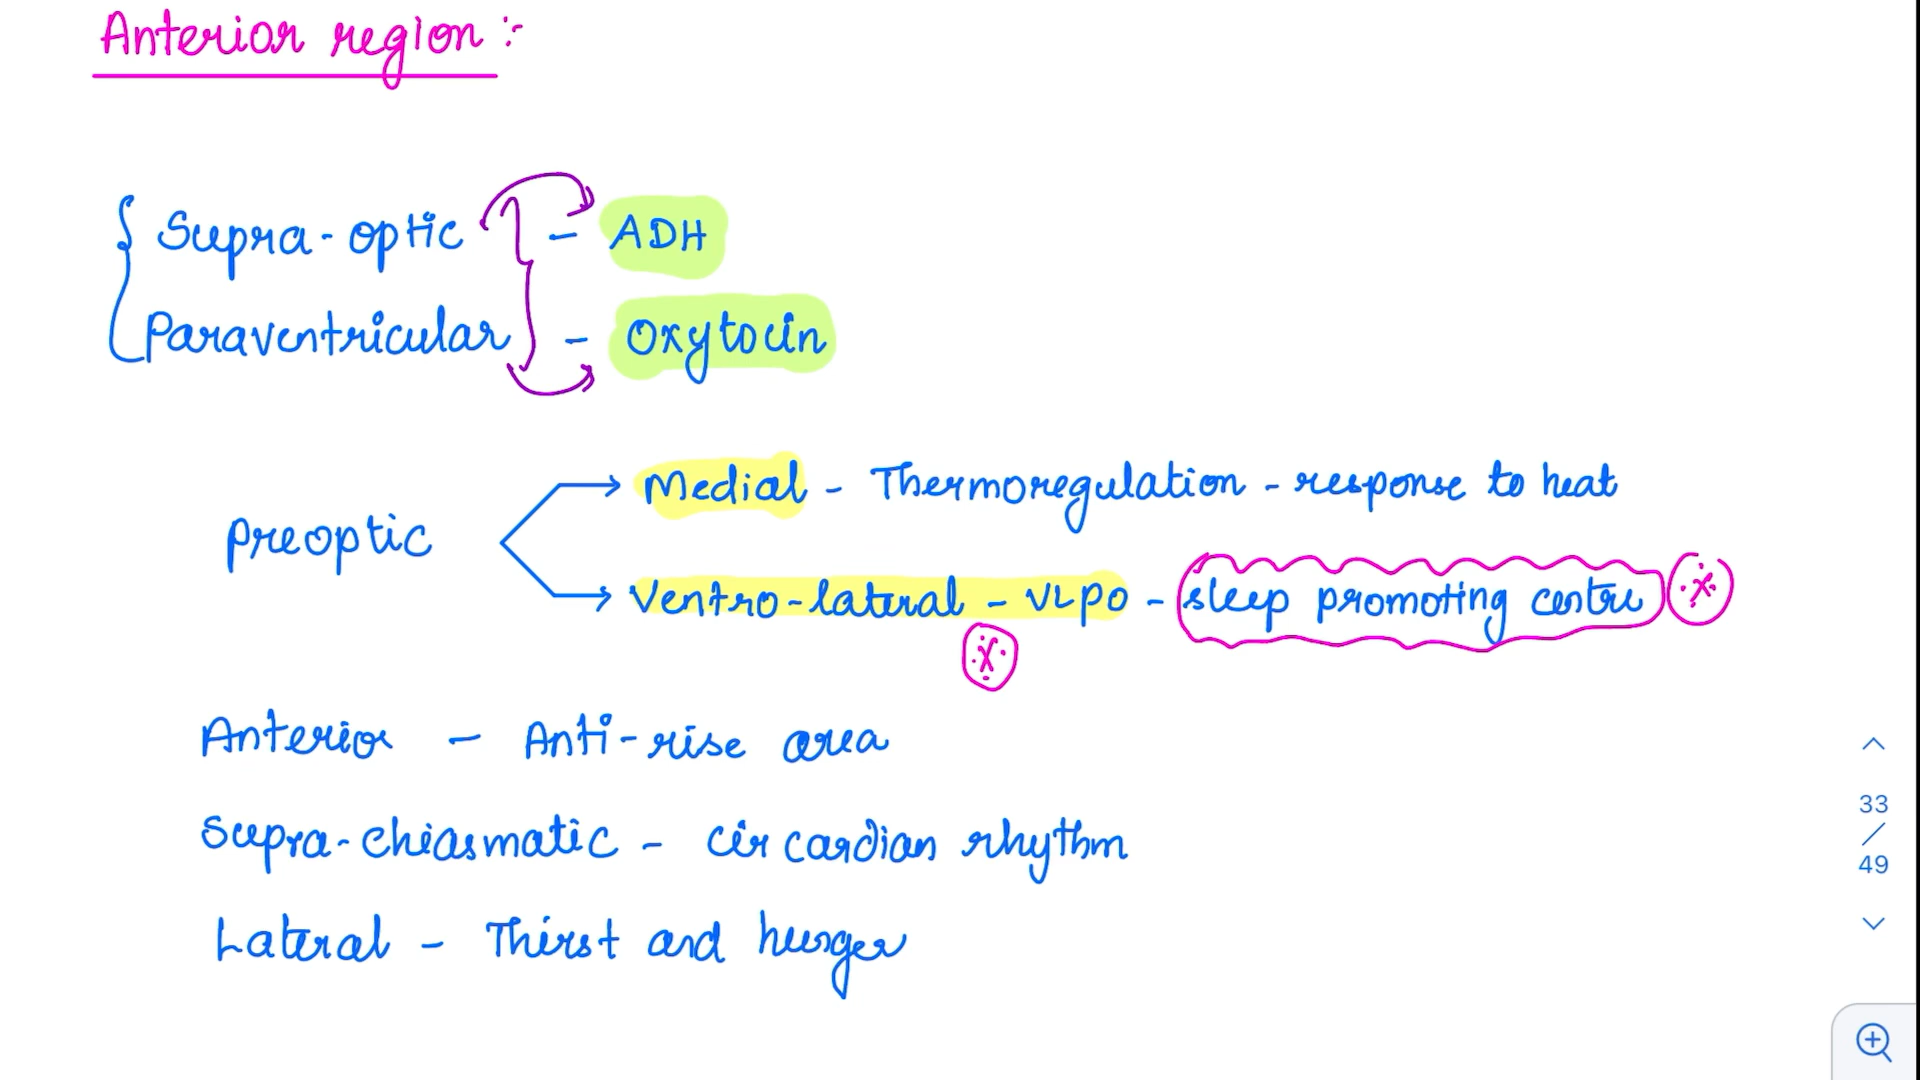 Anterior region :-
Supra-optic - ADH
Paraventricular - Oxytocin
Medial - Thermoregulation - response to heat
Preoptic
Ventro-lateral - VLPO - sleep promoting centre
Anterior - Anti-rise area
Supra-chiasmatic - Circardian rhythm
Lateral - Thirst and hunger
33
/
49